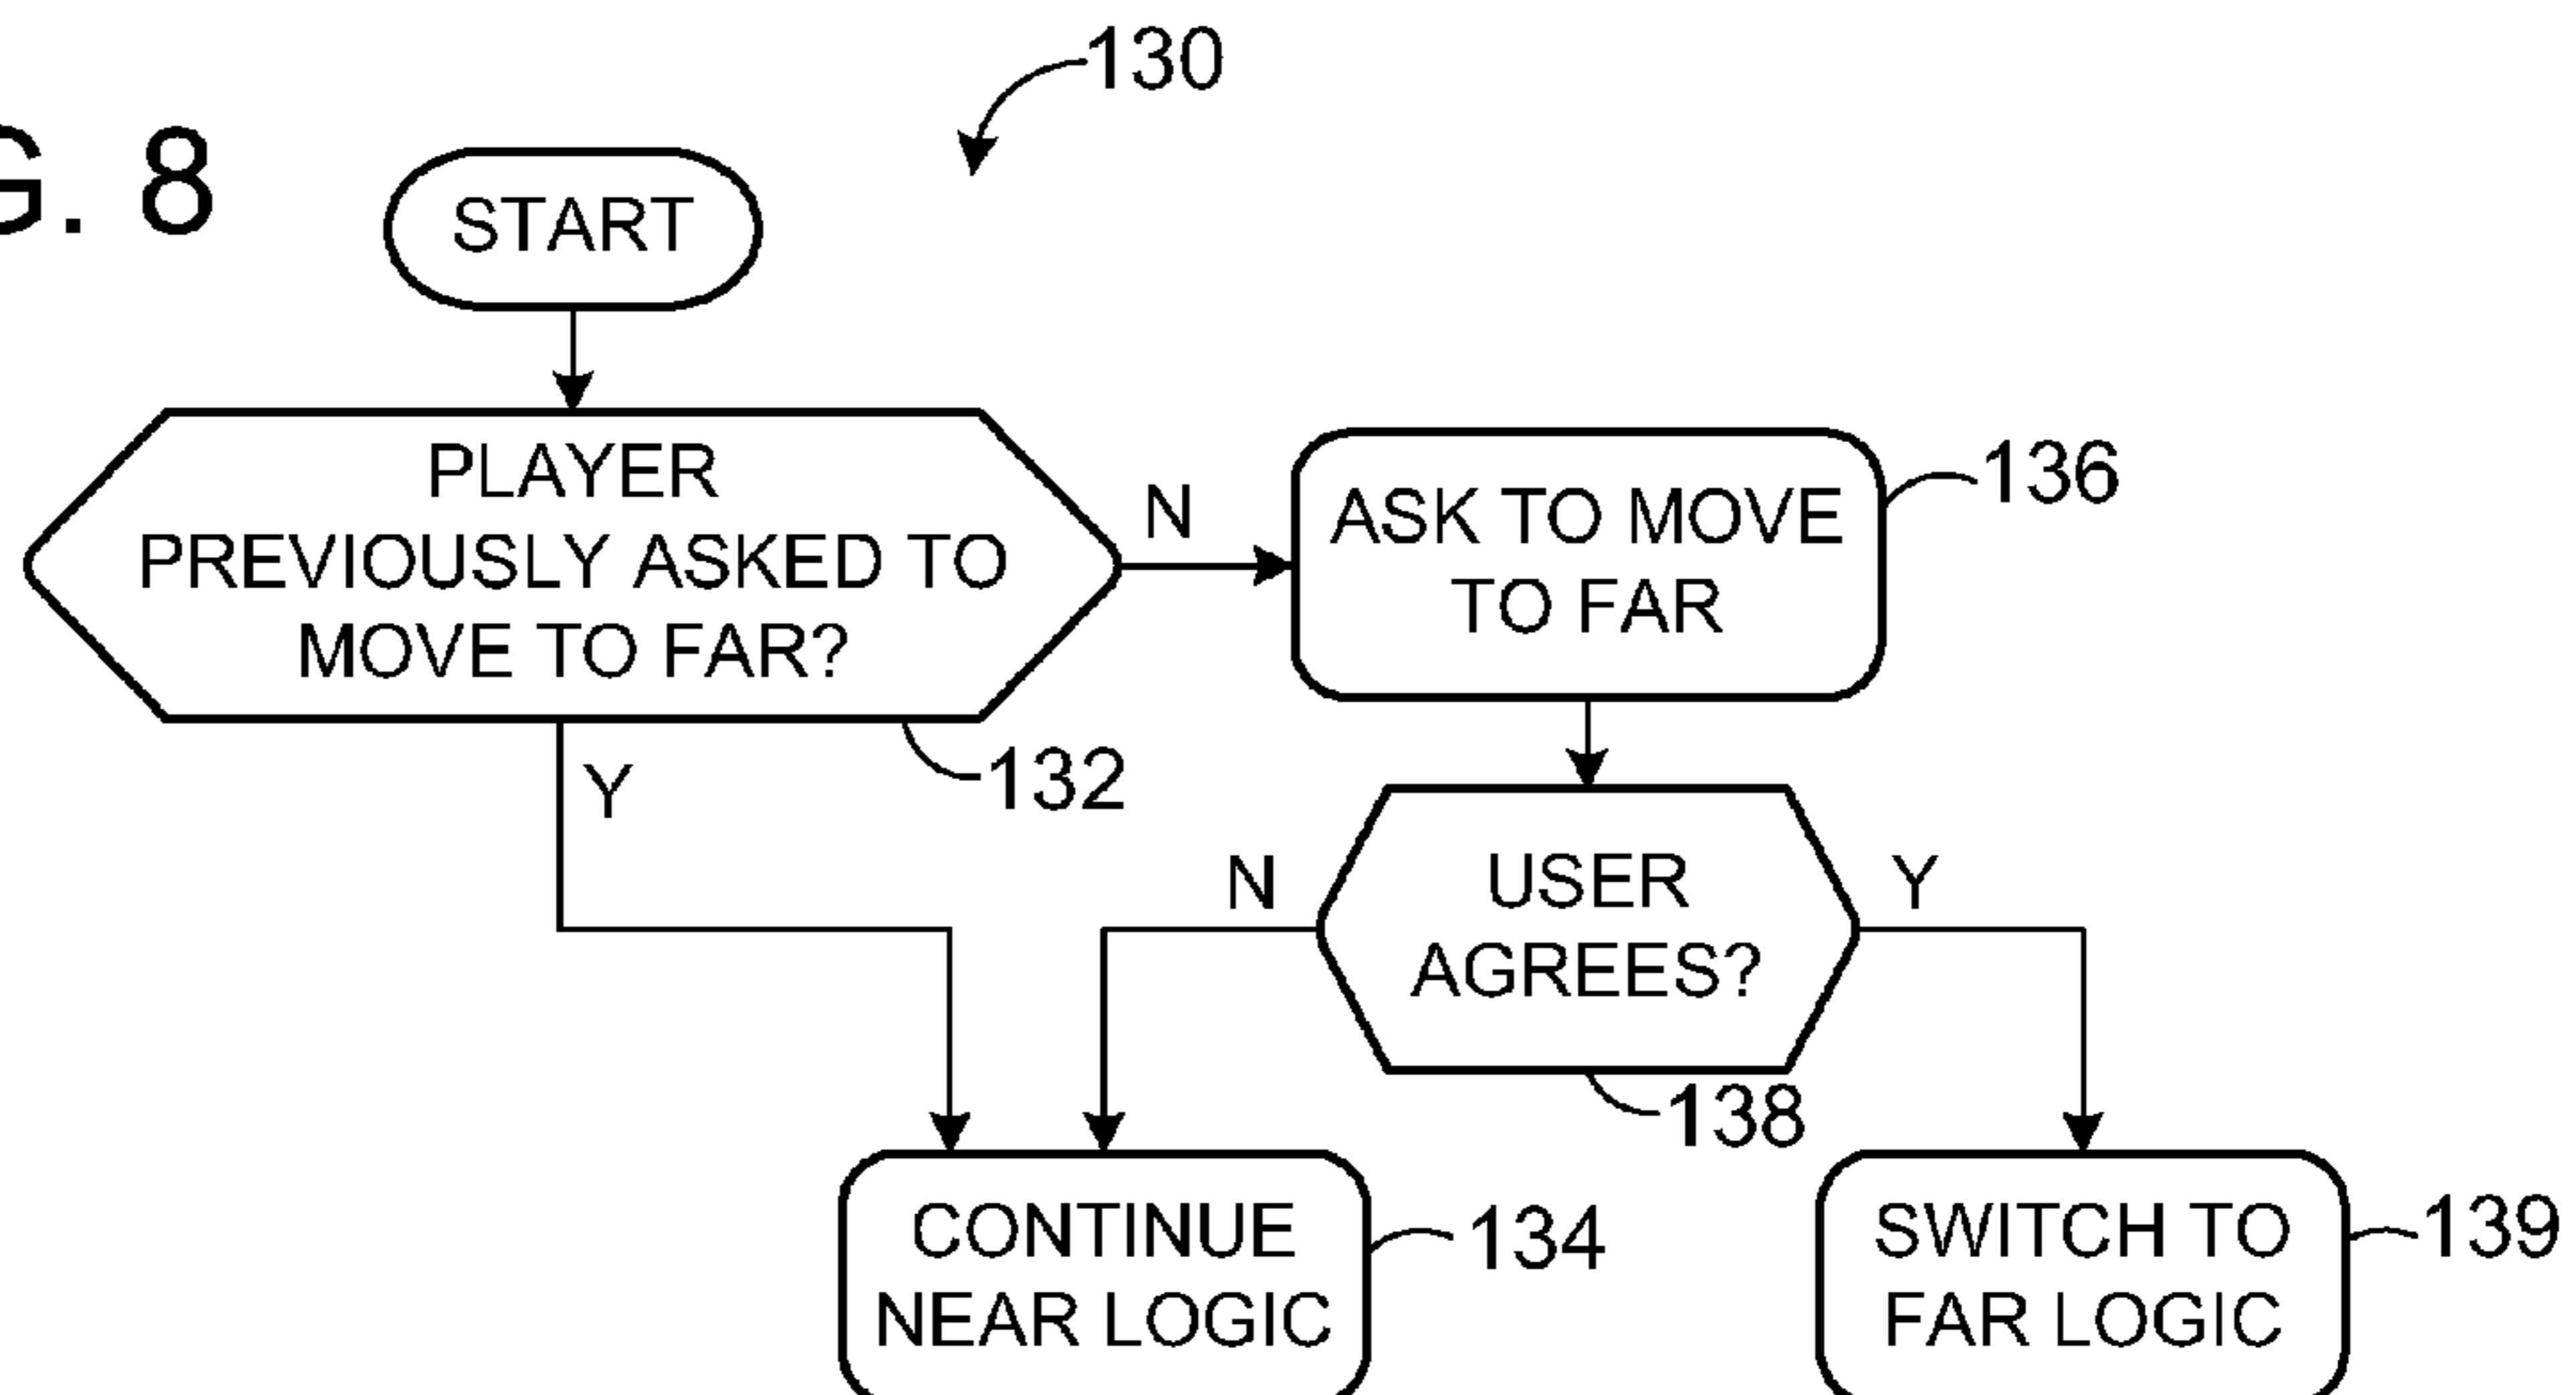 130
G. 8
START
PLAYER
PREVIOUSLY ASKED TO
MOVE TO FAR?
N
ASK TO MOVE
TO FAR
136
132
Y
USER
AGREES?
N
Y
138
CONTINUE
NEAR LOGIC
134
SWITCH TO
FAR LOGIC
139